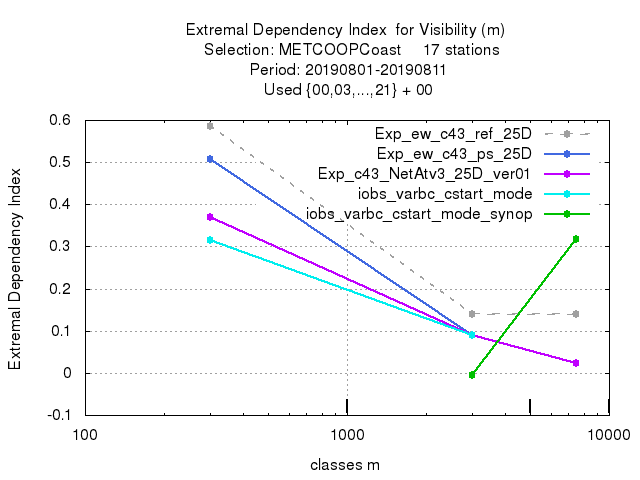 Extremal Dependency Index  for Visibility (m)
Selection: METCOOPCoast     17 stations
Period: 20190801-20190811
Used {00,03,...,21} + 00
Extremal Dependency Index
0.6
0.5
0.4
0.3
0.2
0.1
0
-0.1
Exp_ew_c43_ref_25D
Exp_ew_c43_ps_25D
Exp_c43_NetAtv3_25D_ver01
iobs_varbc_cstart_mode
iobs_varbc_cstart_mode_synop
100 1000 10000
classes m